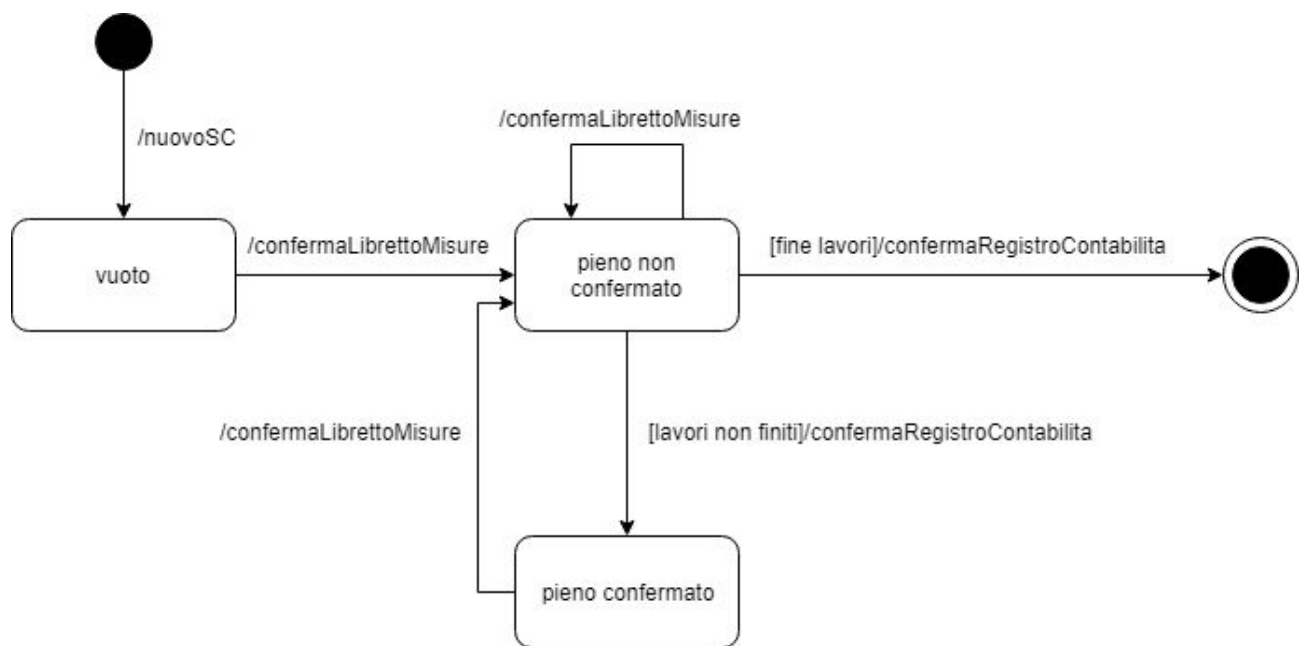 /nuovoSC
/confermaLibrettoMisure
vuoto
/confermaLibrettoMisure
pieno non
confermato
[fine lavori]/confermaRegistroContabilita
/confermaLibrettoMisure
[lavori non finiti]/confermaRegistroContabilita
pieno confermato